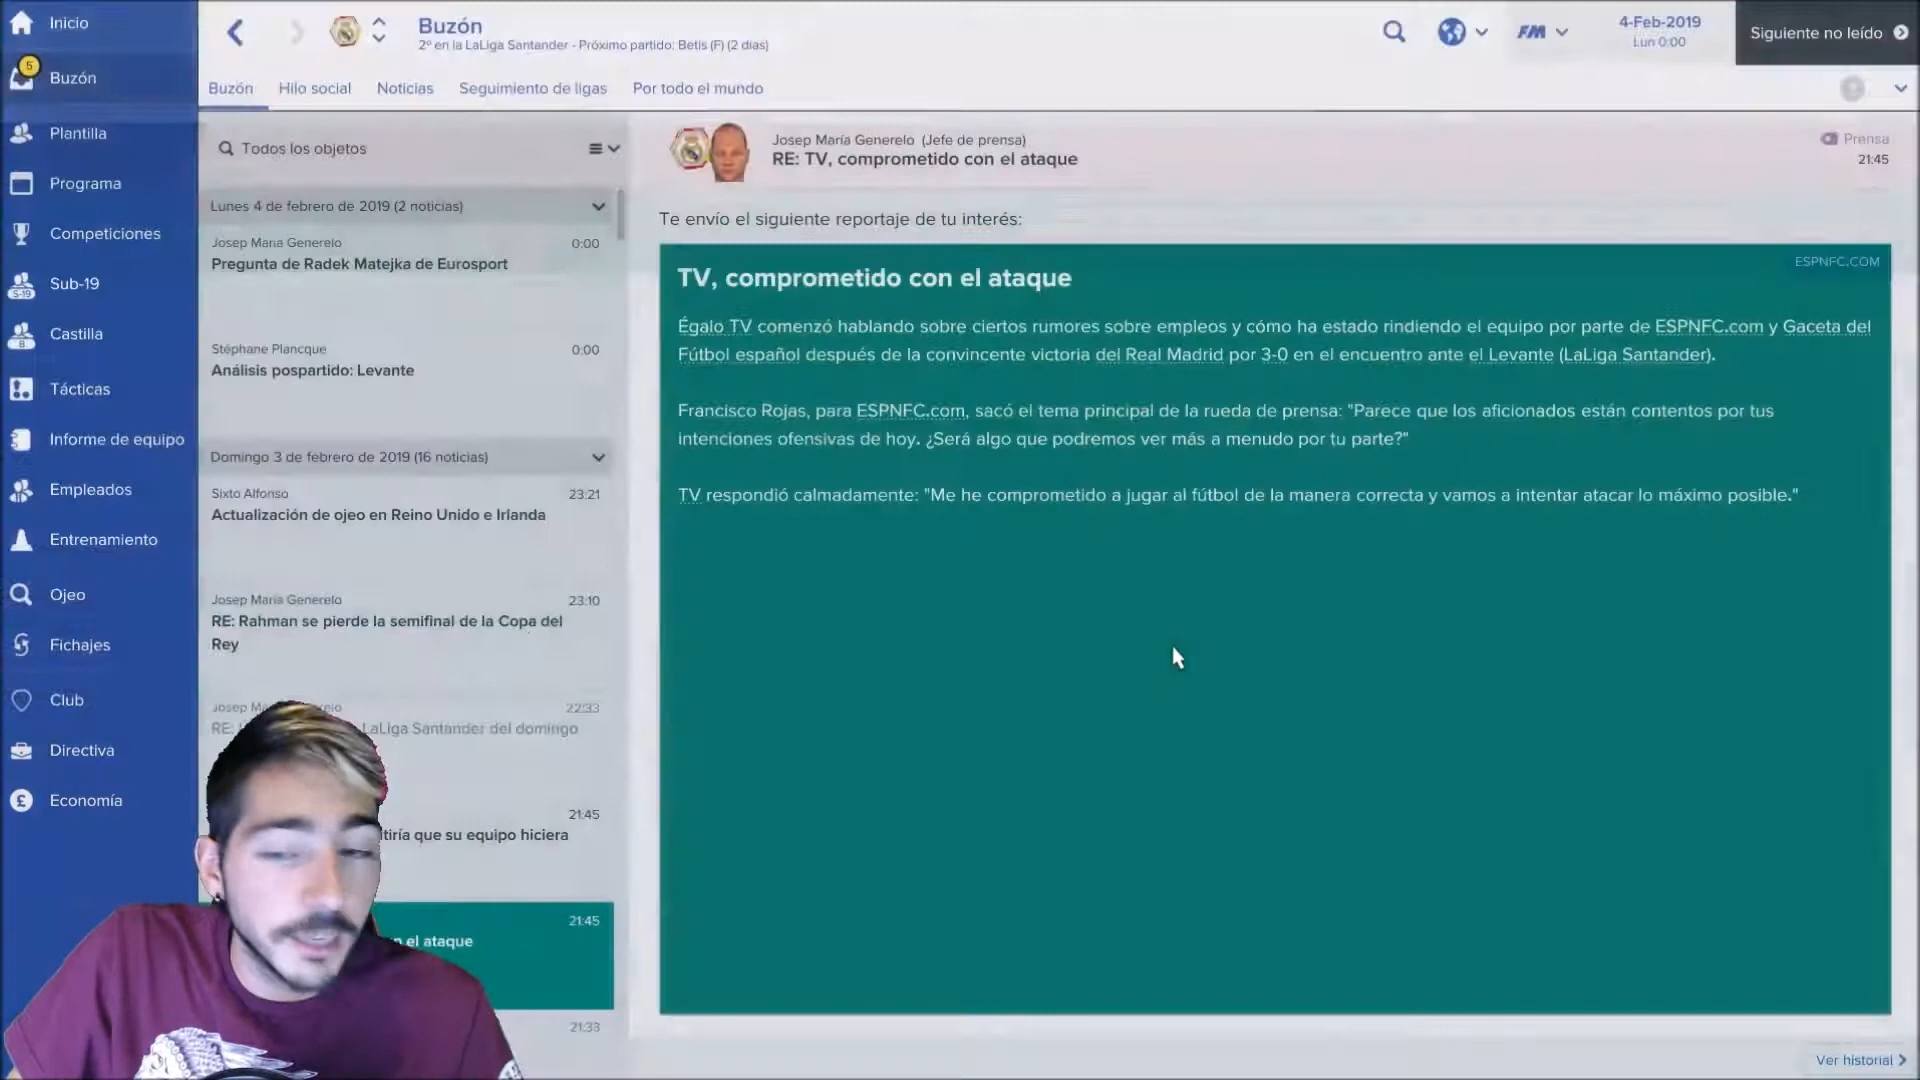 Inicio
5
Buzón
Plantilla
Programa
Competiciones
S-19
Sub-19
B
Castilla
Tácticas
Informe de equipo
Empleados
Entrenamiento
Ojeo
Fichajes
Club
Directiva
Economía
Buzón
2º en la LaLiga Santander - Próximo partido: Betis (F) (2 días)
FM
4-Feb-2019
Lun 0:00
Siguiente no leído
Buzón
Hilo social
Noticias
Seguimiento de ligas
Por todo el mundo
Todos los objetos
Lunes 4 de febrero de 2019 (2 noticias)
Josep María Generelo 0:00
Pregunta de Radek Matejka de Eurosport
Stéphane Plancque 0:00
Análisis pospartido: Levante
Domingo 3 de febrero de 2019 (16 noticias)
Sixto Alfonso 23:21
Actualización de ojeo en Reino Unido e Irlanda
Josep María Generelo 23:10
RE: Rahman se pierde la semifinal de la Copa del
Rey
Josep 22:33
RE: LaLiga Santander del domingo
21:45
tiría que su equipo hiciera
21:45
n el ataque
21:33
Josep María Generelo (Jefe de prensa)
RE: TV, comprometido con el ataque
Prensa
21:45
Te envío el siguiente reportaje de tu interés:
ESPNFC.COM
TV, comprometido con el ataque
Égalo TV comenzó hablando sobre ciertos rumores sobre empleos y cómo ha estado rindiendo el equipo por parte de ESPNFC.com y Gaceta del
Fútbol español después de la convincente victoria del Real Madrid por 3-0 en el encuentro ante el Levante (LaLiga Santander).
Francisco Rojas, para ESPNFC.com, sacó el tema principal de la rueda de prensa: "Parece que los aficionados están contentos por tus
intenciones ofensivas de hoy. ¿Será algo que podremos ver más a menudo por tu parte?"
TV respondió calmadamente: "Me he comprometido a jugar al fútbol de la manera correcta y vamos a intentar atacar lo máximo posible."
Ver historial